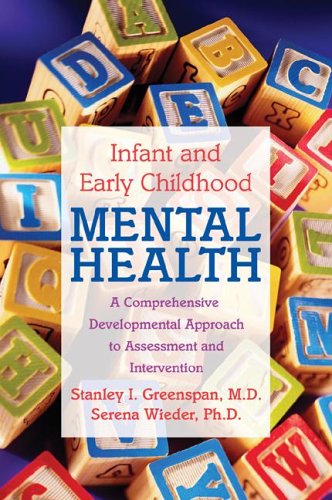 A
B
D
E
C
U
Infant and
Early Childhood
I
MENTAL
HEALTH
A Comprehensive
Developmental Approach
to Assessment and
Intervention
Stanley I. Greenspan, M.D.
Serena Wieder, Ph.D.
W